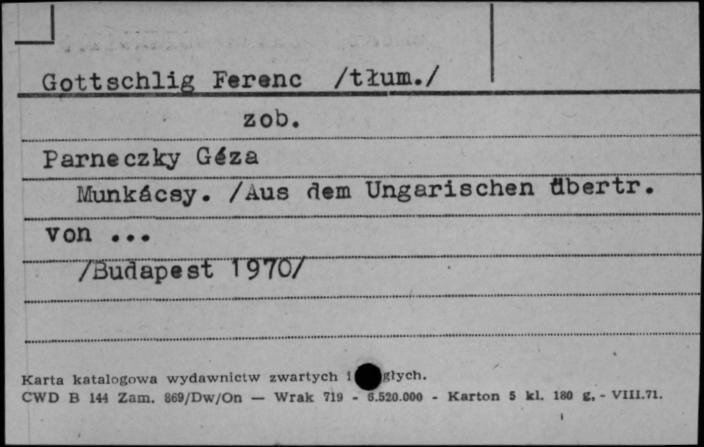 Gottschlig Ferenc /tłum./
zob.
Parneczky Géza
Munkácsy. /Aus dem Ungarischen übertr.
von ...
/Budapest 1970/
Karta katalogowa wydawnictw zwartych i głych.
CWD B 144 Zam. 869/Dw/On — Wrak 719 - 6.520.000 - Karton 5 kl. 180 g. - VIII.71.